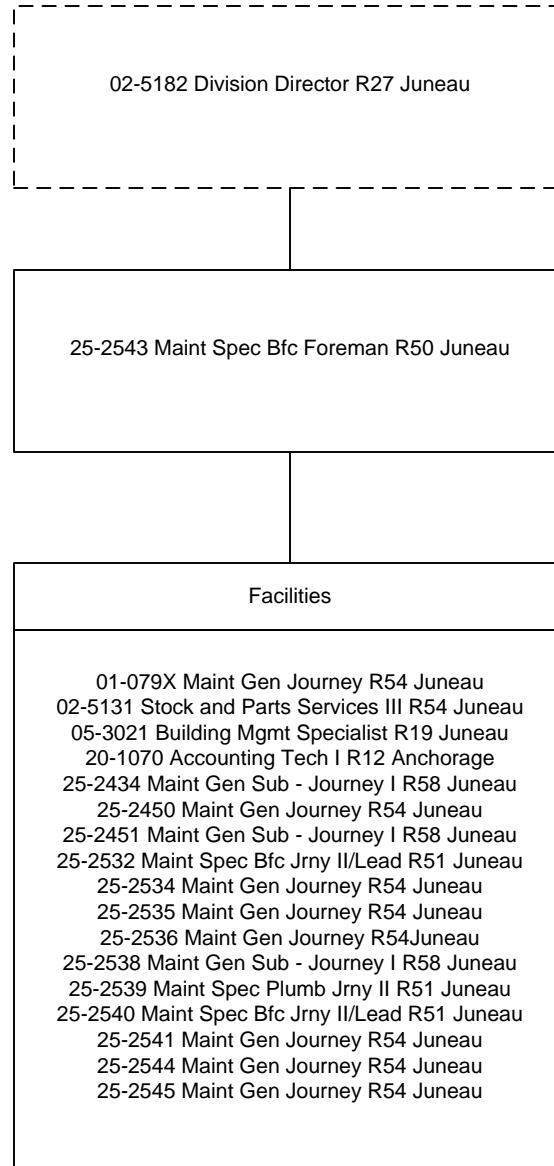 02-5182 Division Director R27 Juneau
25-2543 Maint Spec Bfc Foreman R50 Juneau
Facilities
01-079X Maint Gen Journey R54 Juneau
02-5131 Stock and Parts Services III R54 Juneau
05-3021 Building Mgmt Specialist R19 Juneau
20-1070 Accounting Tech I R12 Anchorage
25-2434 Maint Gen Sub - Journey I R58 Juneau
25-2450 Maint Gen Journey R54 Juneau
25-2451 Maint Gen Sub - Journey I R58 Juneau
25-2532 Maint Spec Bfc Jrny II/Lead R51 Juneau
25-2534 Maint Gen Journey R54 Juneau
25-2535 Maint Gen Journey R54 Juneau
25-2536 Maint Gen Journey R54Juneau
25-2538 Maint Gen Sub - Journey I R58 Juneau
25-2539 Maint Spec Plumb Jrny II R51 Juneau
25-2540 Maint Spec Bfc Jrny II/Lead R51 Juneau
25-2541 Maint Gen Journey R54 Juneau
25-2544 Maint Gen Journey R54 Juneau
25-2545 Maint Gen Journey R54 Juneau